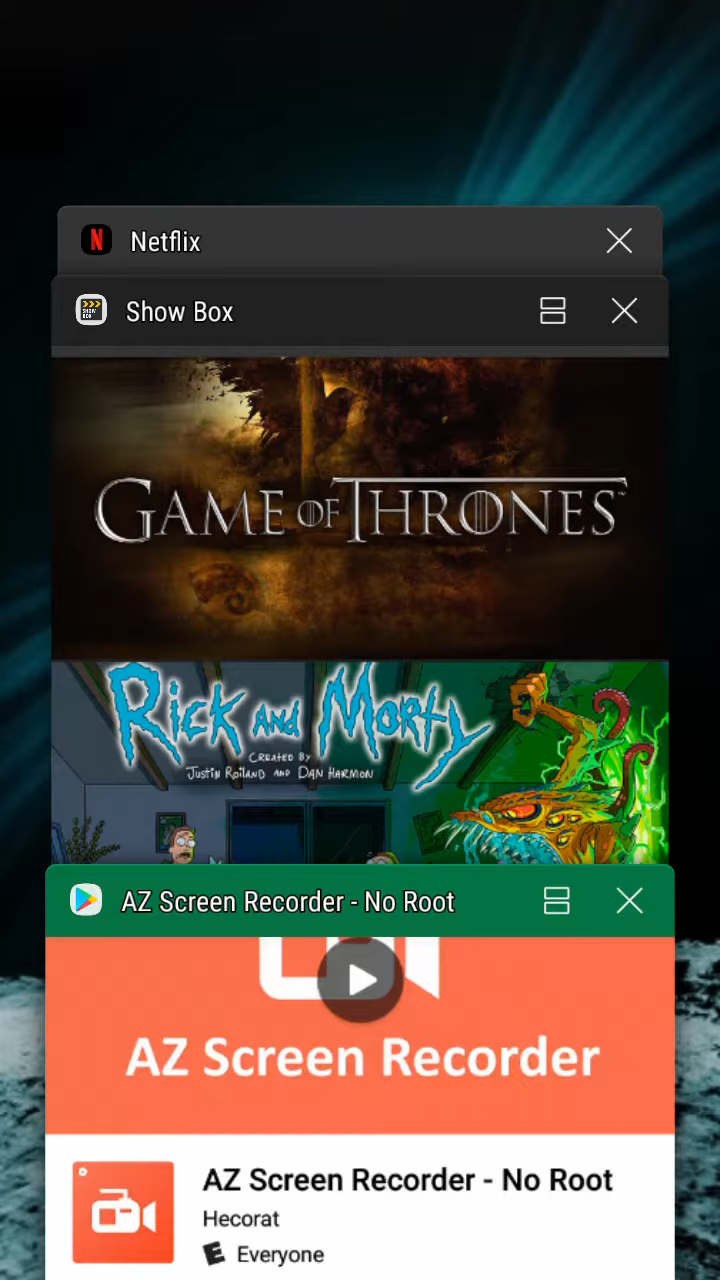 Netflix
Show Box
GAME OF THRONES
RICK AND MORTY
CREATED BY
JUSTIN ROILAND AND DAN HARMON
AZ Screen Recorder - No Root
AZ Screen Recorder
AZ Screen Recorder - No Root
Hecorat
E Everyone